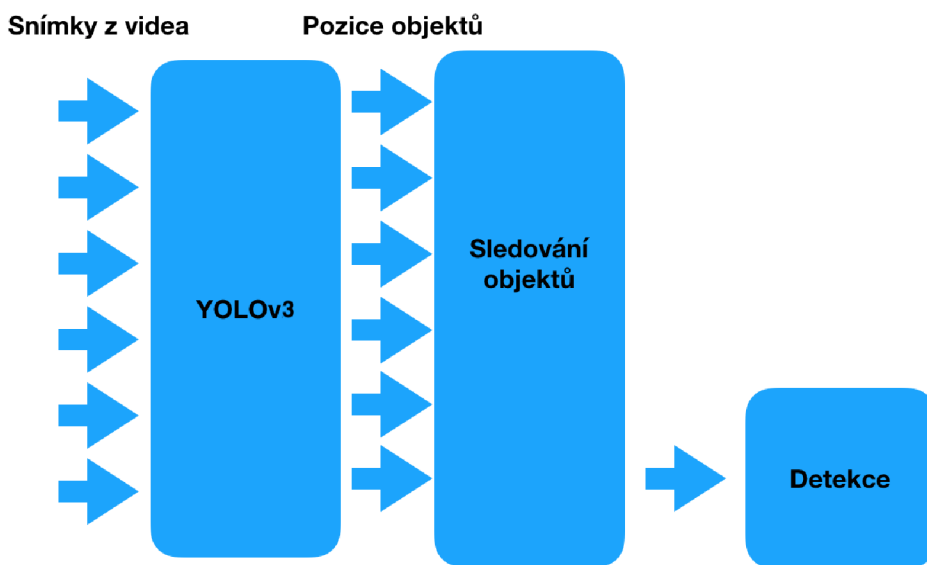 Snímky z videa
Pozice objektů
YOLOv3
Sledování
objektů
Detekce